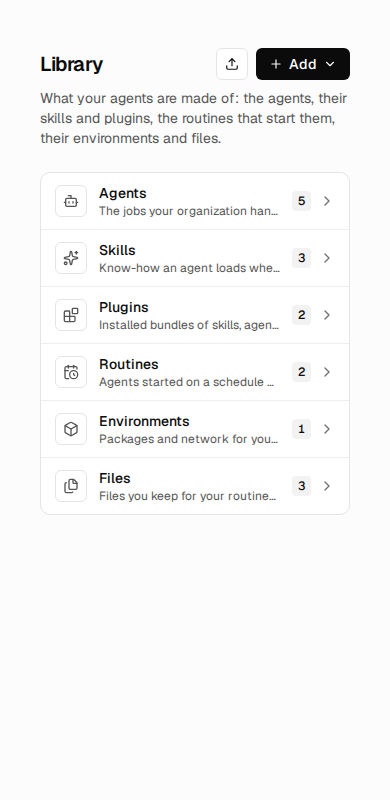 Library
Add
What your agents are made of: the agents, their
skills and plugins, the routines that start them,
their environments and files.
Agents
The jobs your organization han...
5
Skills
Know-how an agent loads whe...
3
Plugins
Installed bundles of skills, agen...
2
Routines
Agents started on a schedule ...
2
Environments
Packages and network for you...
1
Files
Files you keep for your routine...
3